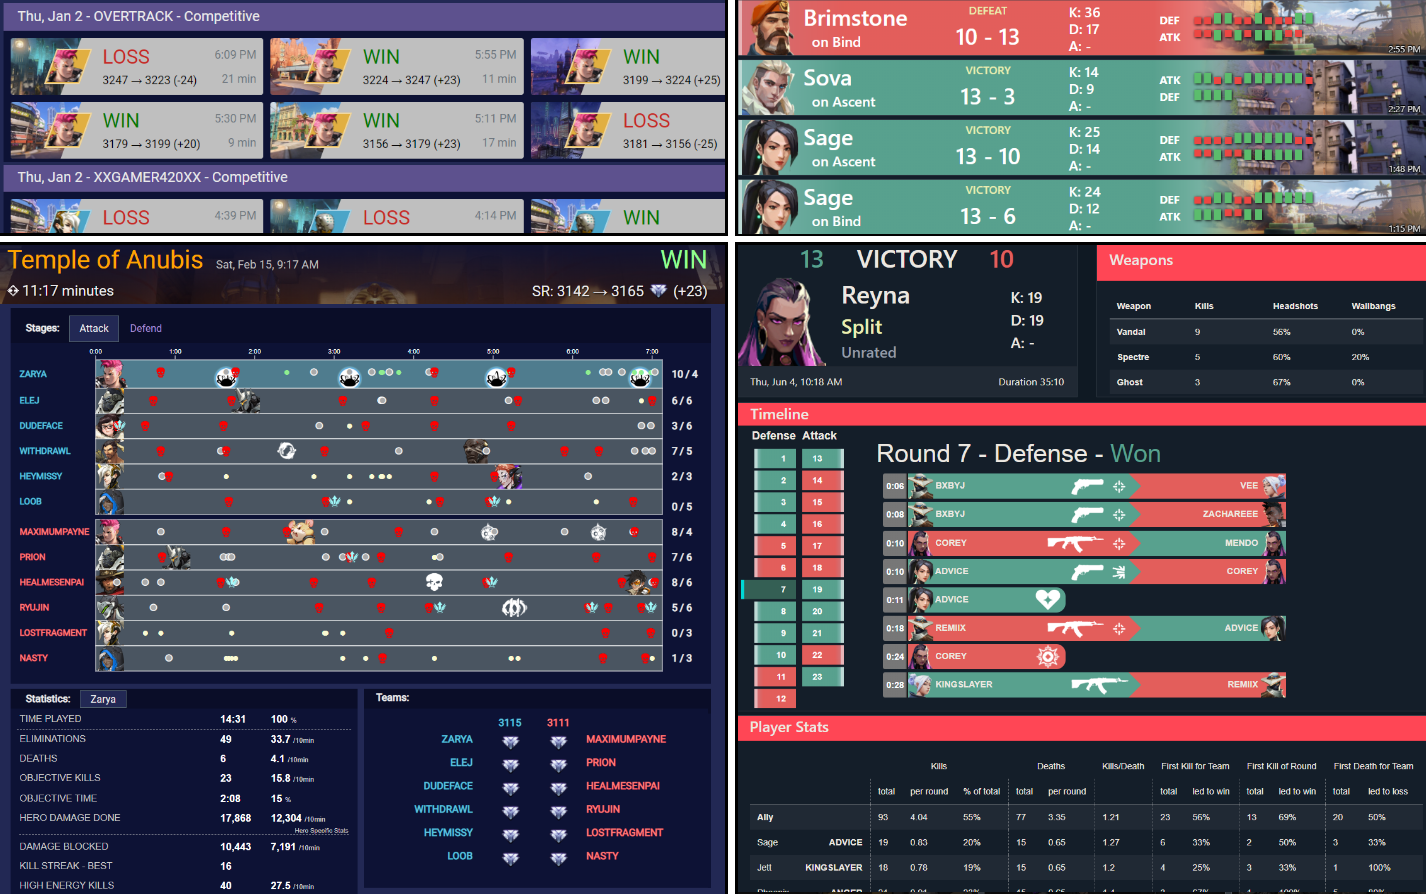 Thu, Jan 2 - OVERTRACK - Competitive
LOSS 6:09 PM
3247 → 3223 (-24) 21 min
WIN 5:55 PM
3224 → 3247 (+23) 11 min
WIN
3199 → 3224 (+25)
WIN 5:30 PM
3179 → 3199 (+20) 9 min
WIN 5:11 PM
3156 → 3179 (+23) 17 min
LOSS
3181 → 3156 (-25)
Thu, Jan 2 - XXGAMER420XX - Competitive
LOSS 4:39 PM
LOSS 4:14 PM
WIN
Brimstone
on Bind
DEFEAT
10 - 13
K: 36
D: 17
A: -
DEF
ATK
2:55 PM
Sova
on Ascent
VICTORY
13 - 3
K: 14
D: 9
A: -
ATK
DEF
2:27 PM
Sage
on Ascent
VICTORY
13 - 10
K: 25
D: 14
A: -
DEF
ATK
1:48 PM
Sage
on Bind
VICTORY
13 - 6
K: 24
D: 12
A: -
DEF
ATK
1:15 PM
Temple of Anubis Sat, Feb 15, 9:17 AM WIN
11:17 minutes SR: 3142 → 3165 (+23)
Stages: Attack Defend
0:00 1:00 2:00 3:00 4:00 5:00 6:00 7:00
ZARYA 10 / 4
ELEJ 6 / 6
DUDEFACE 3 / 6
WITHDRAWL 7 / 5
HEYMISSY 2 / 3
LOOB 0 / 5
MAXIMUMPAYNE 8 / 4
PRION 7 / 6
HEALMESENPAI 8 / 6
RYUJIN 5 / 6
LOSTFRAGMENT 0 / 3
NASTY 1 / 3
Statistics: Zarya
TIME PLAYED 14:31 100 %
ELIMINATIONS 49 33.7 /10min
DEATHS 6 4.1 /10min
OBJECTIVE KILLS 23 15.8 /10min
OBJECTIVE TIME 2:08 15 %
HERO DAMAGE DONE 17,868 12,304 /10min
Hero Specific Stats
DAMAGE BLOCKED 10,443 7,191 /10min
KILL STREAK - BEST 16
HIGH ENERGY KILLS 40 27.5 /10min
Teams:
3115 3111
ZARYA MAXIMUMPAYNE
ELEJ PRION
DUDEFACE HEALMESENPAI
WITHDRAWL RYUJIN
HEYMISSY LOSTFRAGMENT
LOOB NASTY
13 VICTORY 10
Reyna
Split
Unrated
K: 19
D: 19
A: -
Thu, Jun 4, 10:18 AM Duration 35:10
Weapons
Weapon Kills Headshots Wallbangs
Vandal 9 56% 0%
Spectre 5 60% 20%
Ghost 3 67% 0%
Timeline
Defense Attack
1 13
2 14
3 15
4 16
5 17
6 18
7 19
8 20
9 21
10 22
11 23
12
Round 7 - Defense - Won
0:06 BXBYJ VEE
0:08 BXBYJ ZACHAREEE
0:10 COREY MENDO
0:10 ADVICE COREY
0:11 ADVICE
0:18 REMIIX ADVICE
0:24 COREY
0:28 KINGSLAYER REMIIX
Player Stats
Kills Deaths Kills/Death First Kill for Team First Kill of Round First Death for Team
total per round % of total total per round total led to win total led to win total led to loss
Ally 93 4.04 55% 77 3.35 1.21 23 56% 13 69% 20 50%
Sage ADVICE 19 0.83 20% 15 0.65 1.27 6 33% 2 50% 3 33%
Jett KINGSLAYER 18 0.78 19% 15 0.65 1.2 4 25% 3 33% 1 100%